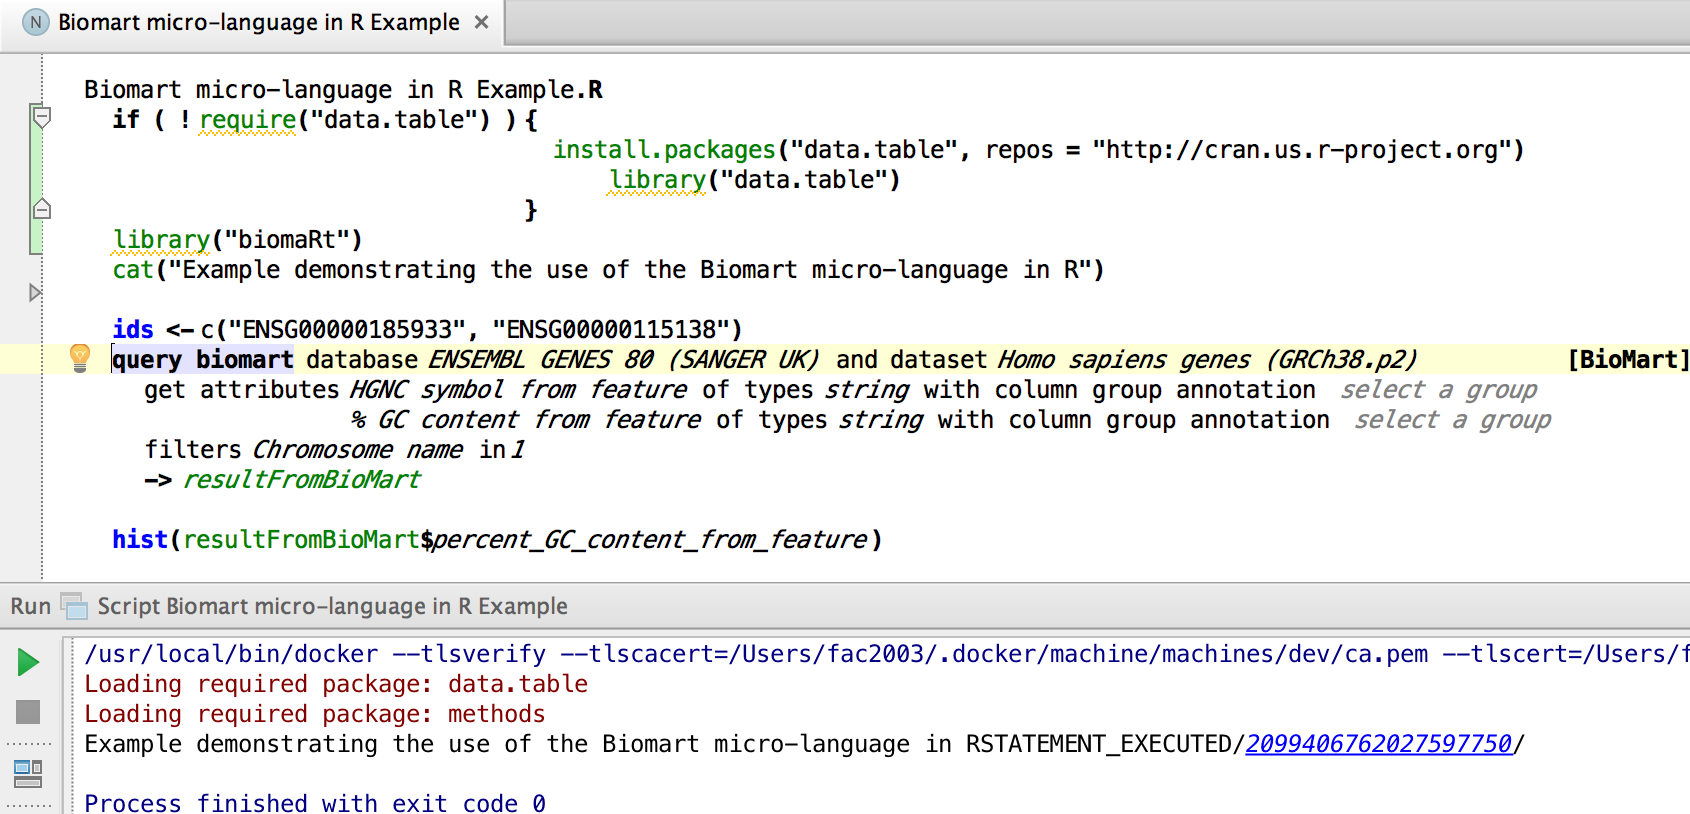 N Biomart micro-language in R Example ×
Biomart micro-language in R Example.R
if ( ! require("data.table") ) {
install.packages("data.table", repos = "http://cran.us.r-project.org")
library("data.table")
}
library("biomaRt")
cat("Example demonstrating the use of the Biomart micro-language in R")
ids <- c("ENSG00000185933", "ENSG00000115138")
query biomart database ENSEMBL GENES 80 (SANGER UK) and dataset Homo sapiens genes (GRCh38.p2) [BioMart]
get attributes HGNC symbol from feature of types string with column group annotation select a group
% GC content from feature of types string with column group annotation select a group
filters Chromosome name in 1
-> resultFromBioMart
hist(resultFromBioMart$percent_GC_content_from_feature)
Run Script Biomart micro-language in R Example
/usr/local/bin/docker --tlsverify --tlscacert=/Users/fac2003/.docker/machine/machines/dev/ca.pem --tlscert=/Users/f
Loading required package: data.table
Loading required package: methods
Example demonstrating the use of the Biomart micro-language in RSTATEMENT_EXECUTED/2099406762027597750/
Process finished with exit code 0